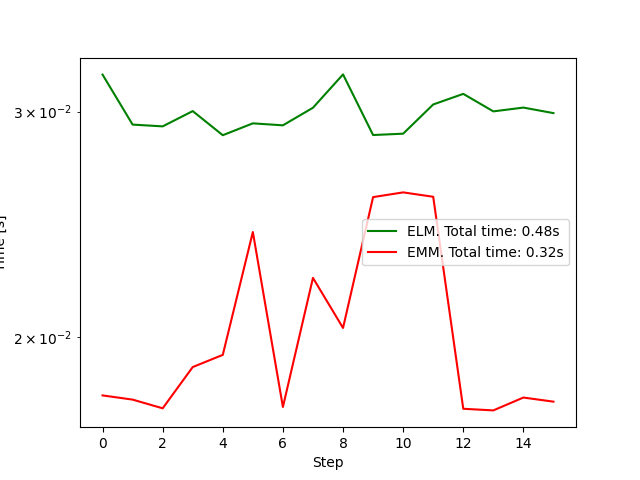 3 × 10⁻²
2 × 10⁻²
ELM. Total time: 0.48s
EMM. Total time: 0.32s
0 2 4 6 8 10 12 14
Step